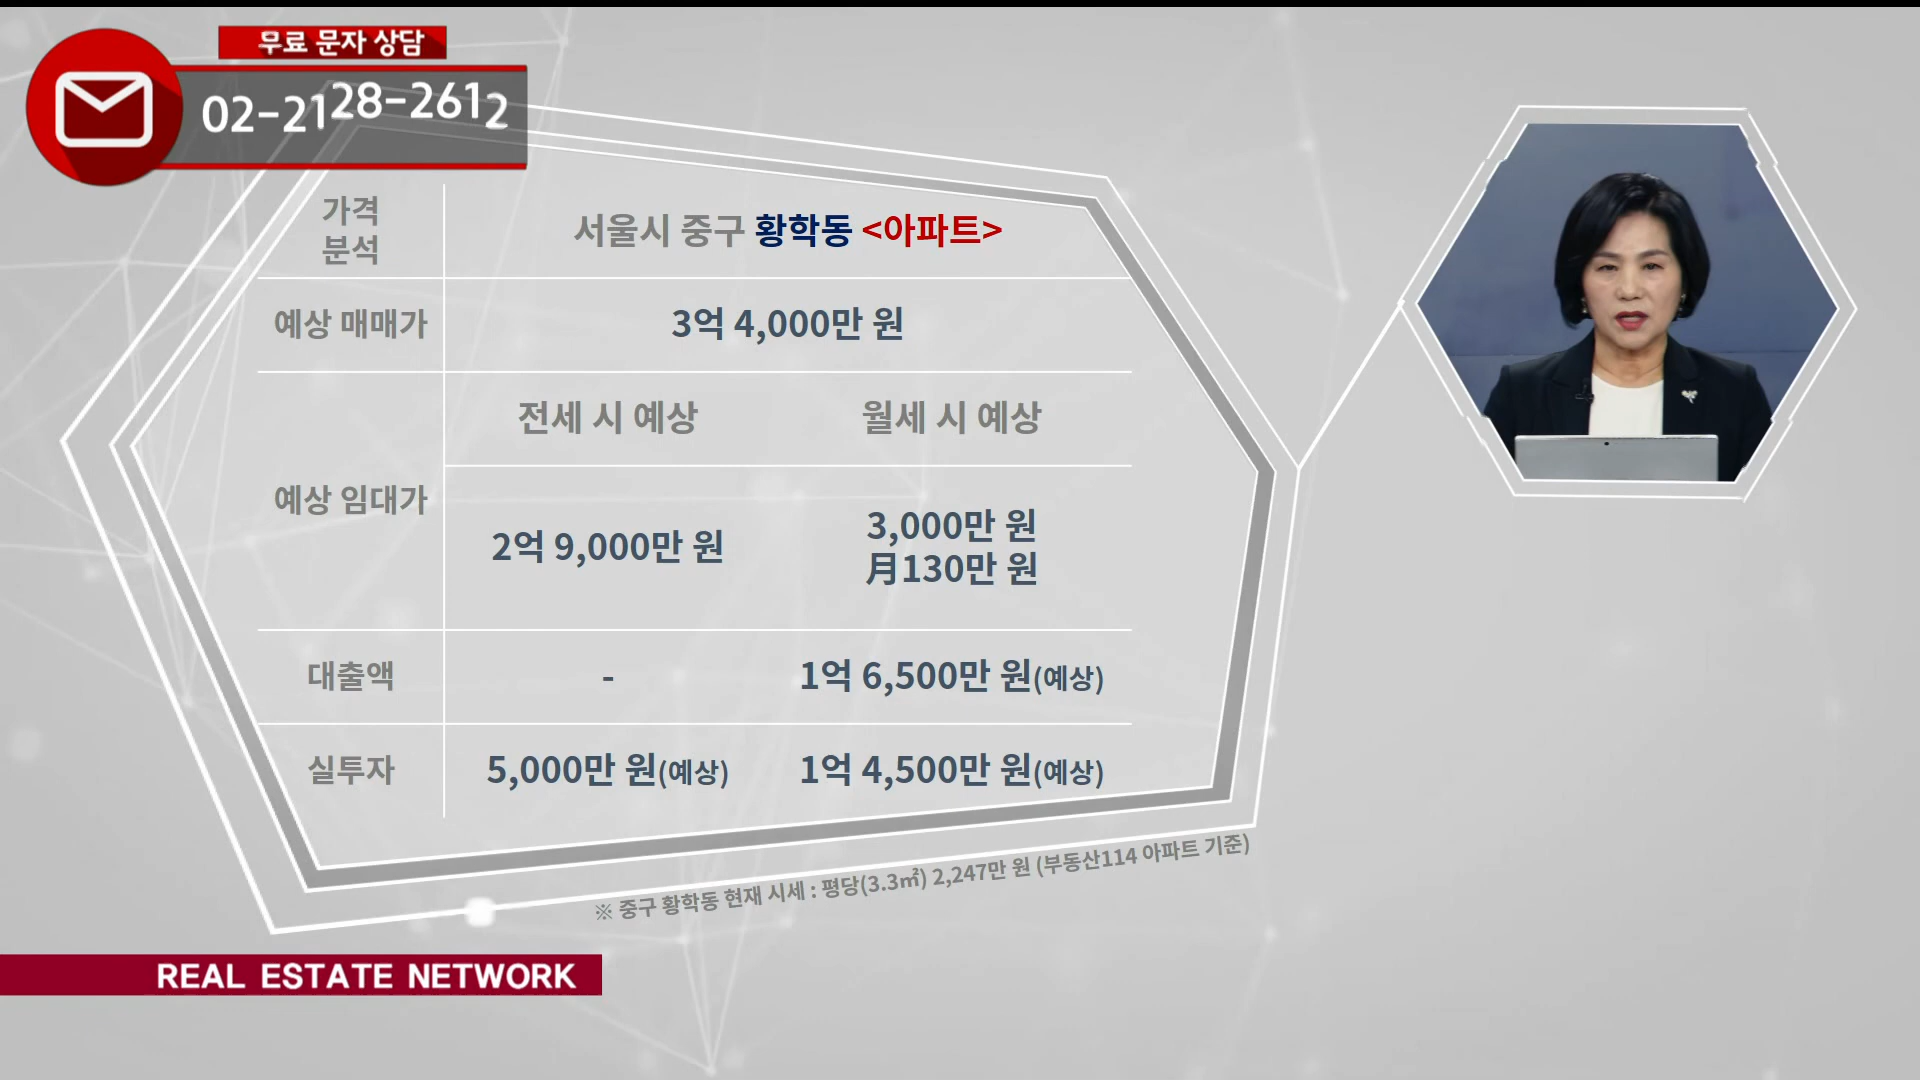 무료 문자 상담
02-2128-2612
가격
분석
서울시 중구 황학동 <아파트>
예상 매매가
3억 4,000만 원
전세 시 예상
월세 시 예상
예상 임대가
2억 9,000만 원
3,000만 원
月130만 원
대출액
-
1억 6,500만 원(예상)
실투자
5,000만 원(예상)
1억 4,500만 원(예상)
※ 중구 황학동 현재 시세 : 평당(3.3㎡) 2,247만 원 (부동산114 아파트 기준)
REAL ESTATE NETWORK